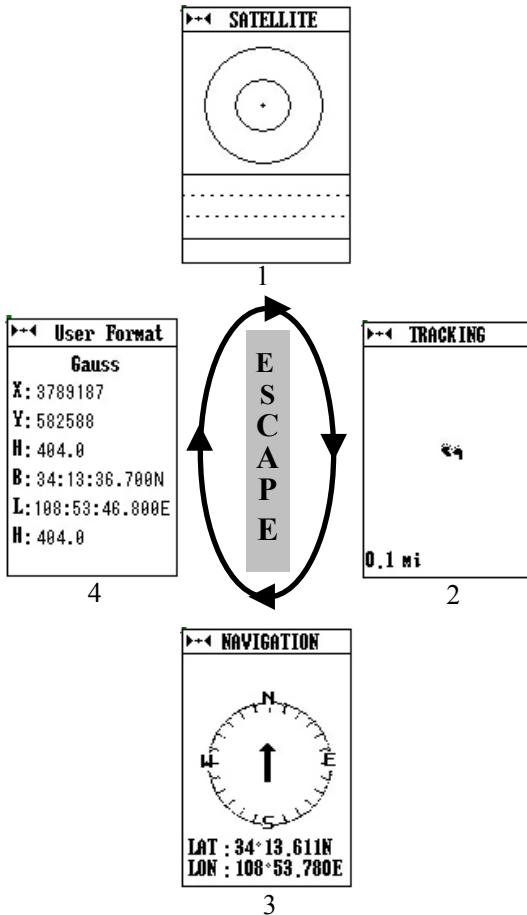 SATELLITE
1
User Format
Gauss
X: 3789187
Y: 582588
H: 404.0
B: 34:13:36.700N
L:108:53:46.800E
H: 404.0
4
E
S
C
A
P
E
TRACKING
0.1 mi
2
NAVIGATION
N
W
E
S
LAT : 34°13.611N
LON : 108°53.780E
3